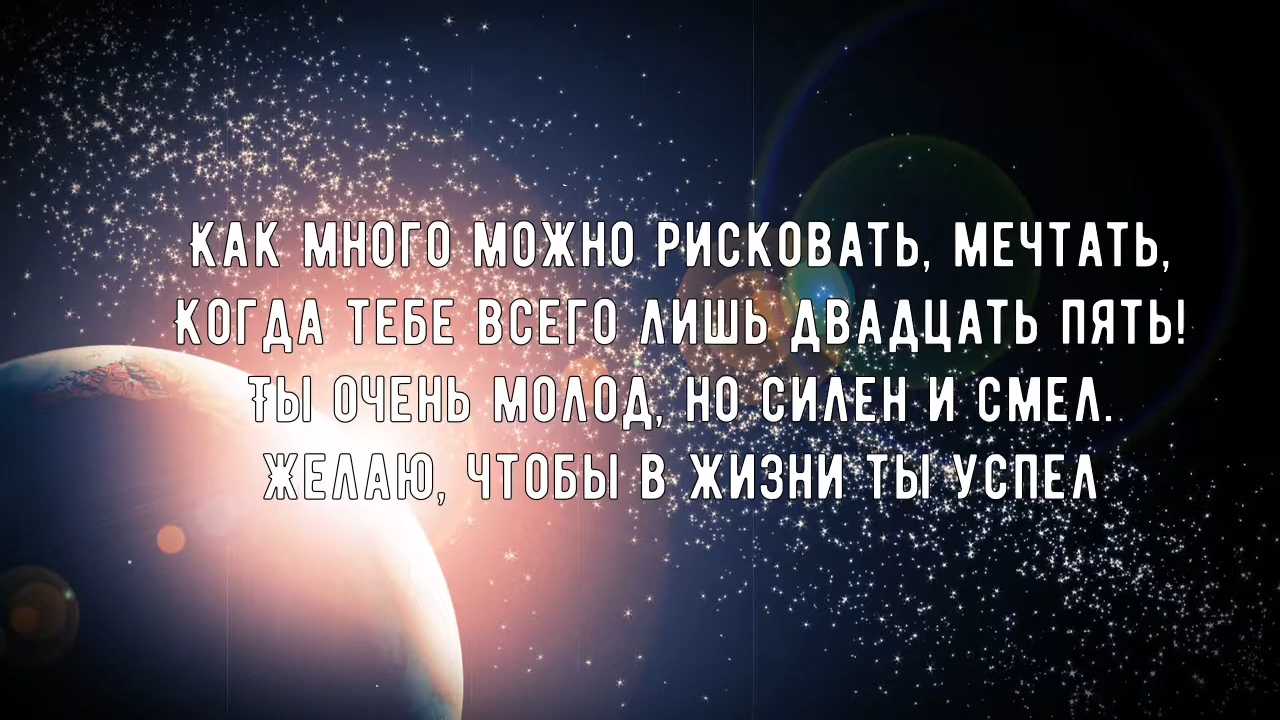 Как много можно рисковать, мечтать,
Когда тебе всего лишь двадцать пять!
Ты очень молод, но силен и смел.
Желаю, чтобы в жизни ты успел